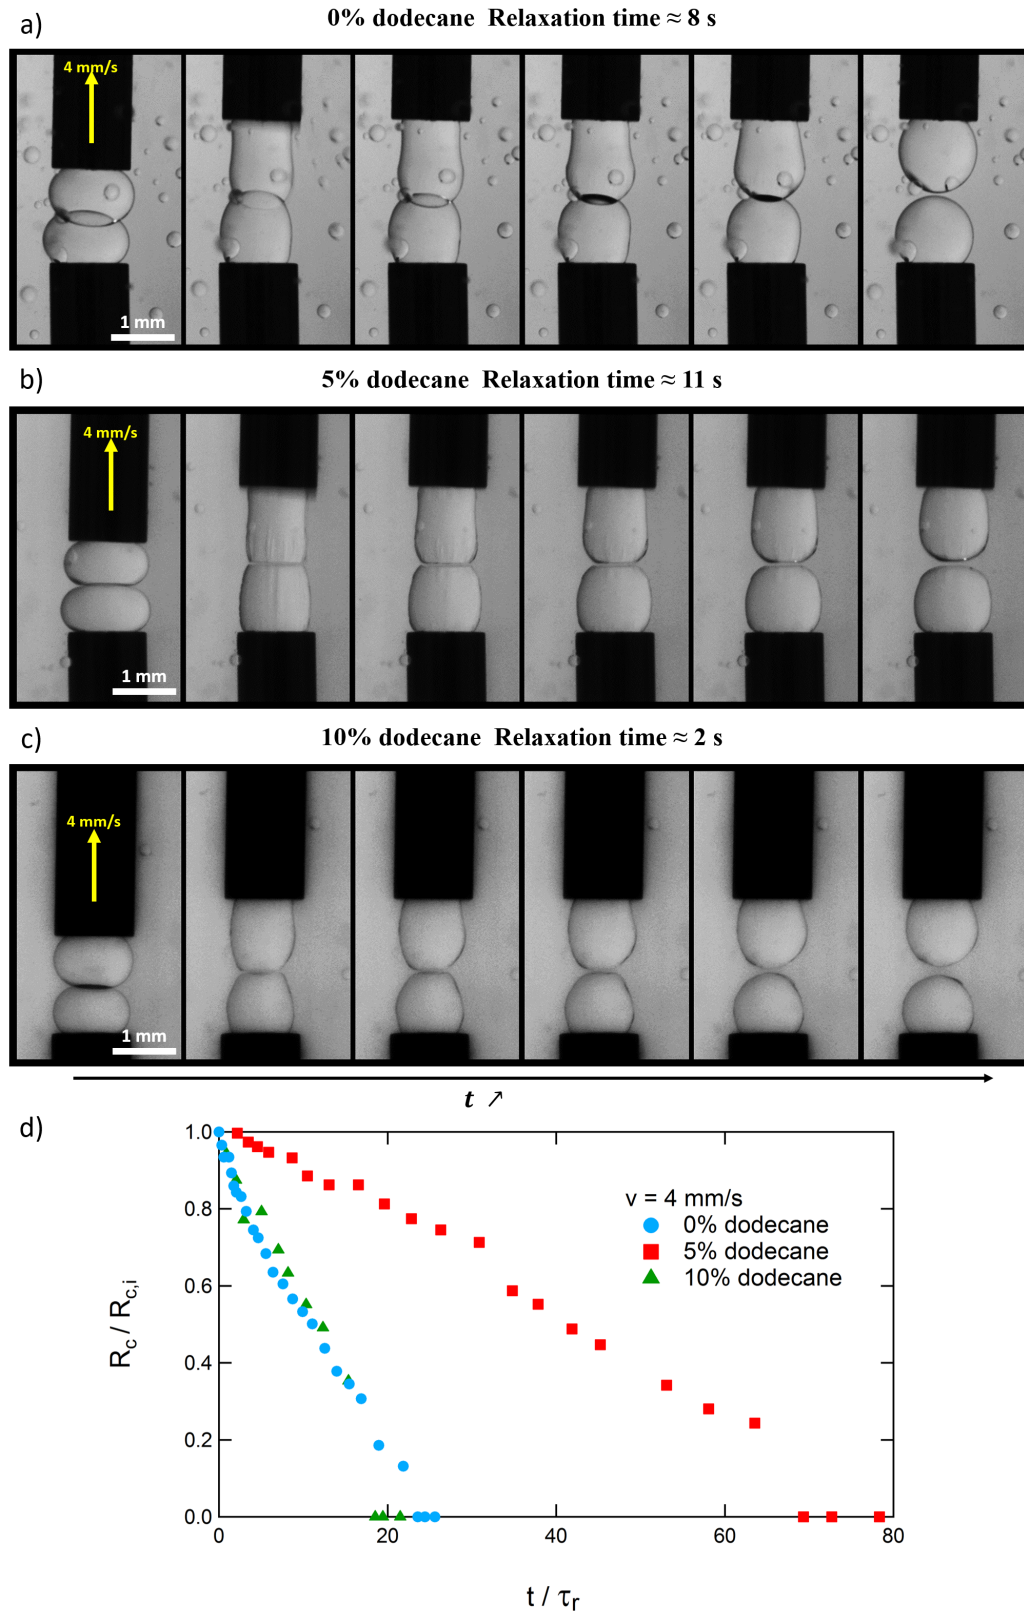 a)
0% dodecane Relaxation time ≈ 8 s
4 mm/s
1 mm
b)
5% dodecane Relaxation time ≈ 11 s
4 mm/s
1 mm
c)
10% dodecane Relaxation time ≈ 2 s
4 mm/s
1 mm
t ↗
d)
1.0
0.8
0.6
0.4
0.2
0.0
R_c / R_c,i
v = 4 mm/s
0% dodecane
5% dodecane
10% dodecane
0
20
40
60
80
t / τ_r